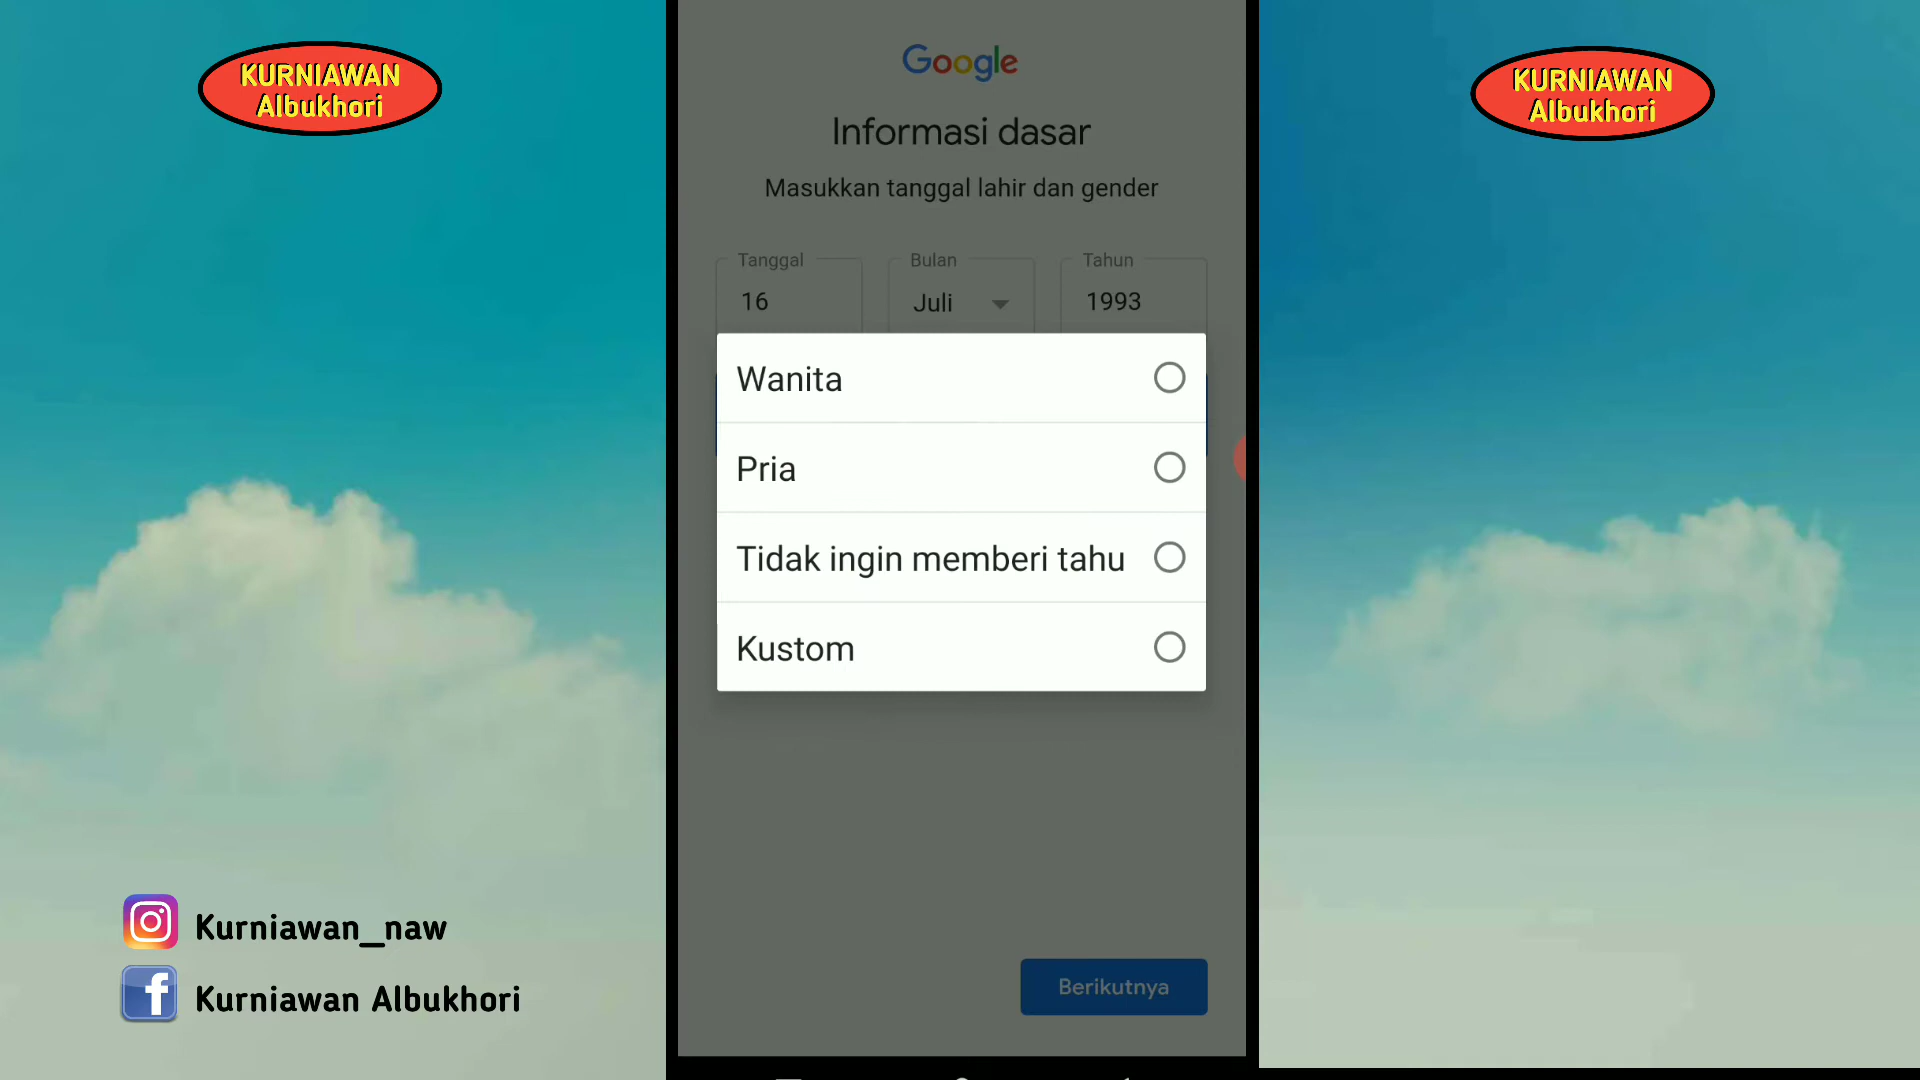 KURNIAWAN
Albukhori
Google
Informasi dasar
Masukkan tanggal lahir dan gender
Tanggal
Bulan
Tahun
16
Juli
1993
Wanita
Pria
Tidak ingin memberi tahu
Kustom
Berikutnya
KURNIAWAN
Albukhori
Kurniawan_naw
Kurniawan Albukhori